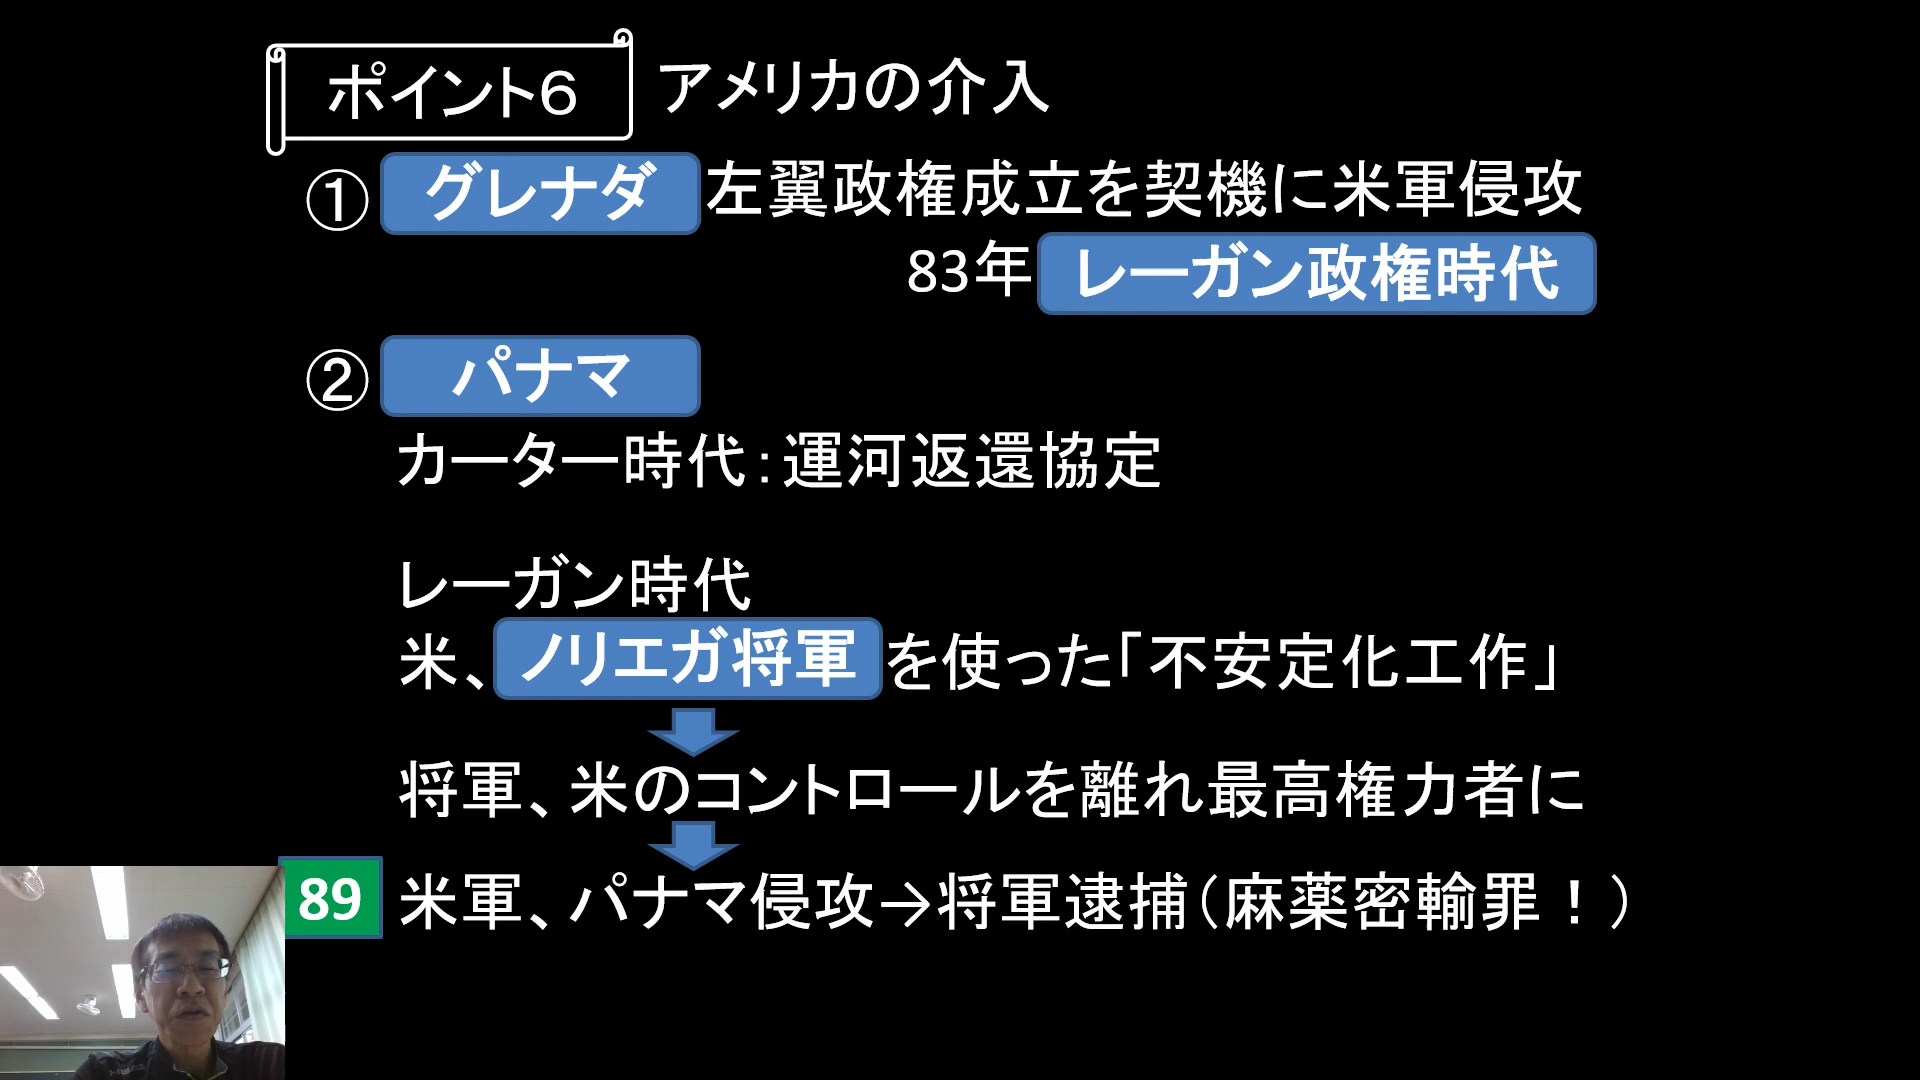 ポイント6 アメリカの介入
① グレナダ 左翼政権成立を契機に米軍侵攻
83年 レーガン政権時代
② パナマ
カーター時代：運河返還協定
レーガン時代
米、ノリエガ将軍を使った「不安定化工作」
将軍、米のコントロールを離れ最高権力者に
89 米軍、パナマ侵攻→将軍逮捕（麻薬密輸罪！）